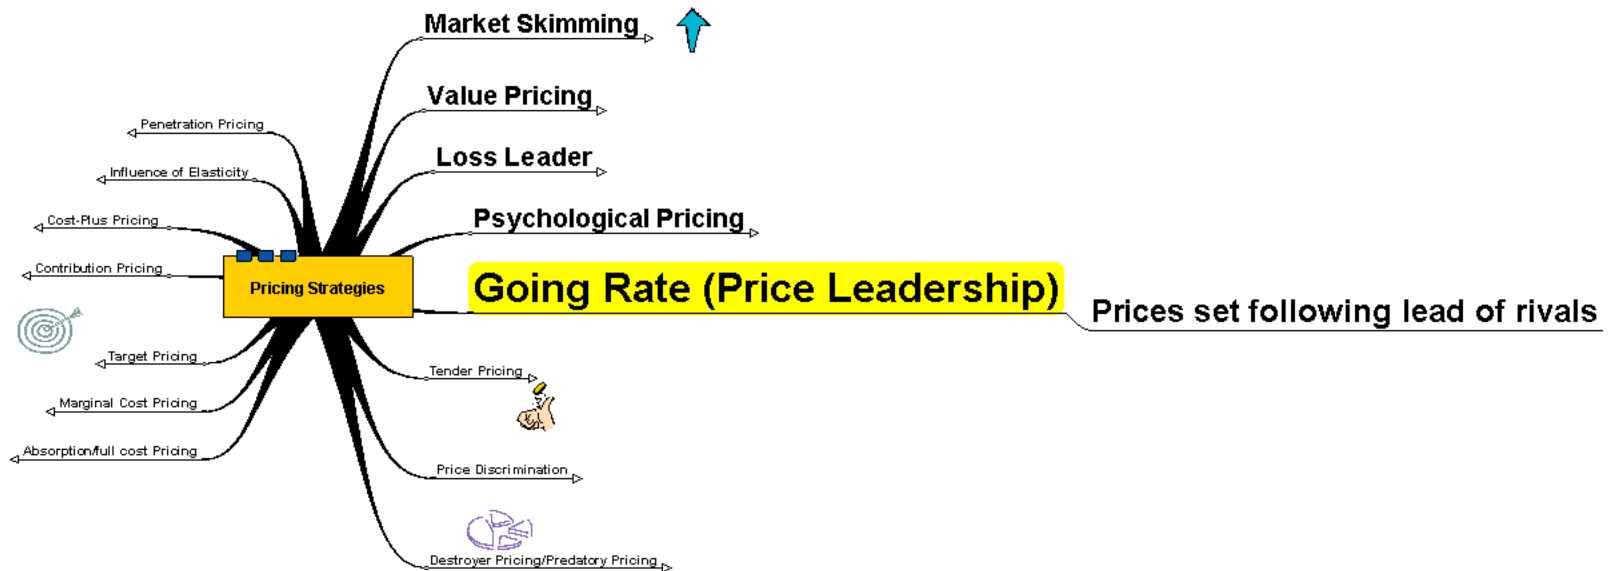 Market Skimming
Value Pricing
Penetration Pricing
Loss Leader
Influence of Elasticity
Psychological Pricing
Cost-Plus Pricing
Contribution Pricing
Pricing Strategies
Going Rate (Price Leadership)
Prices set following lead of rivals
Target Pricing
Tender Pricing
Marginal Cost Pricing
Absorption/full cost Pricing
Price Discrimination
Destroyer Pricing/Predatory Pricing